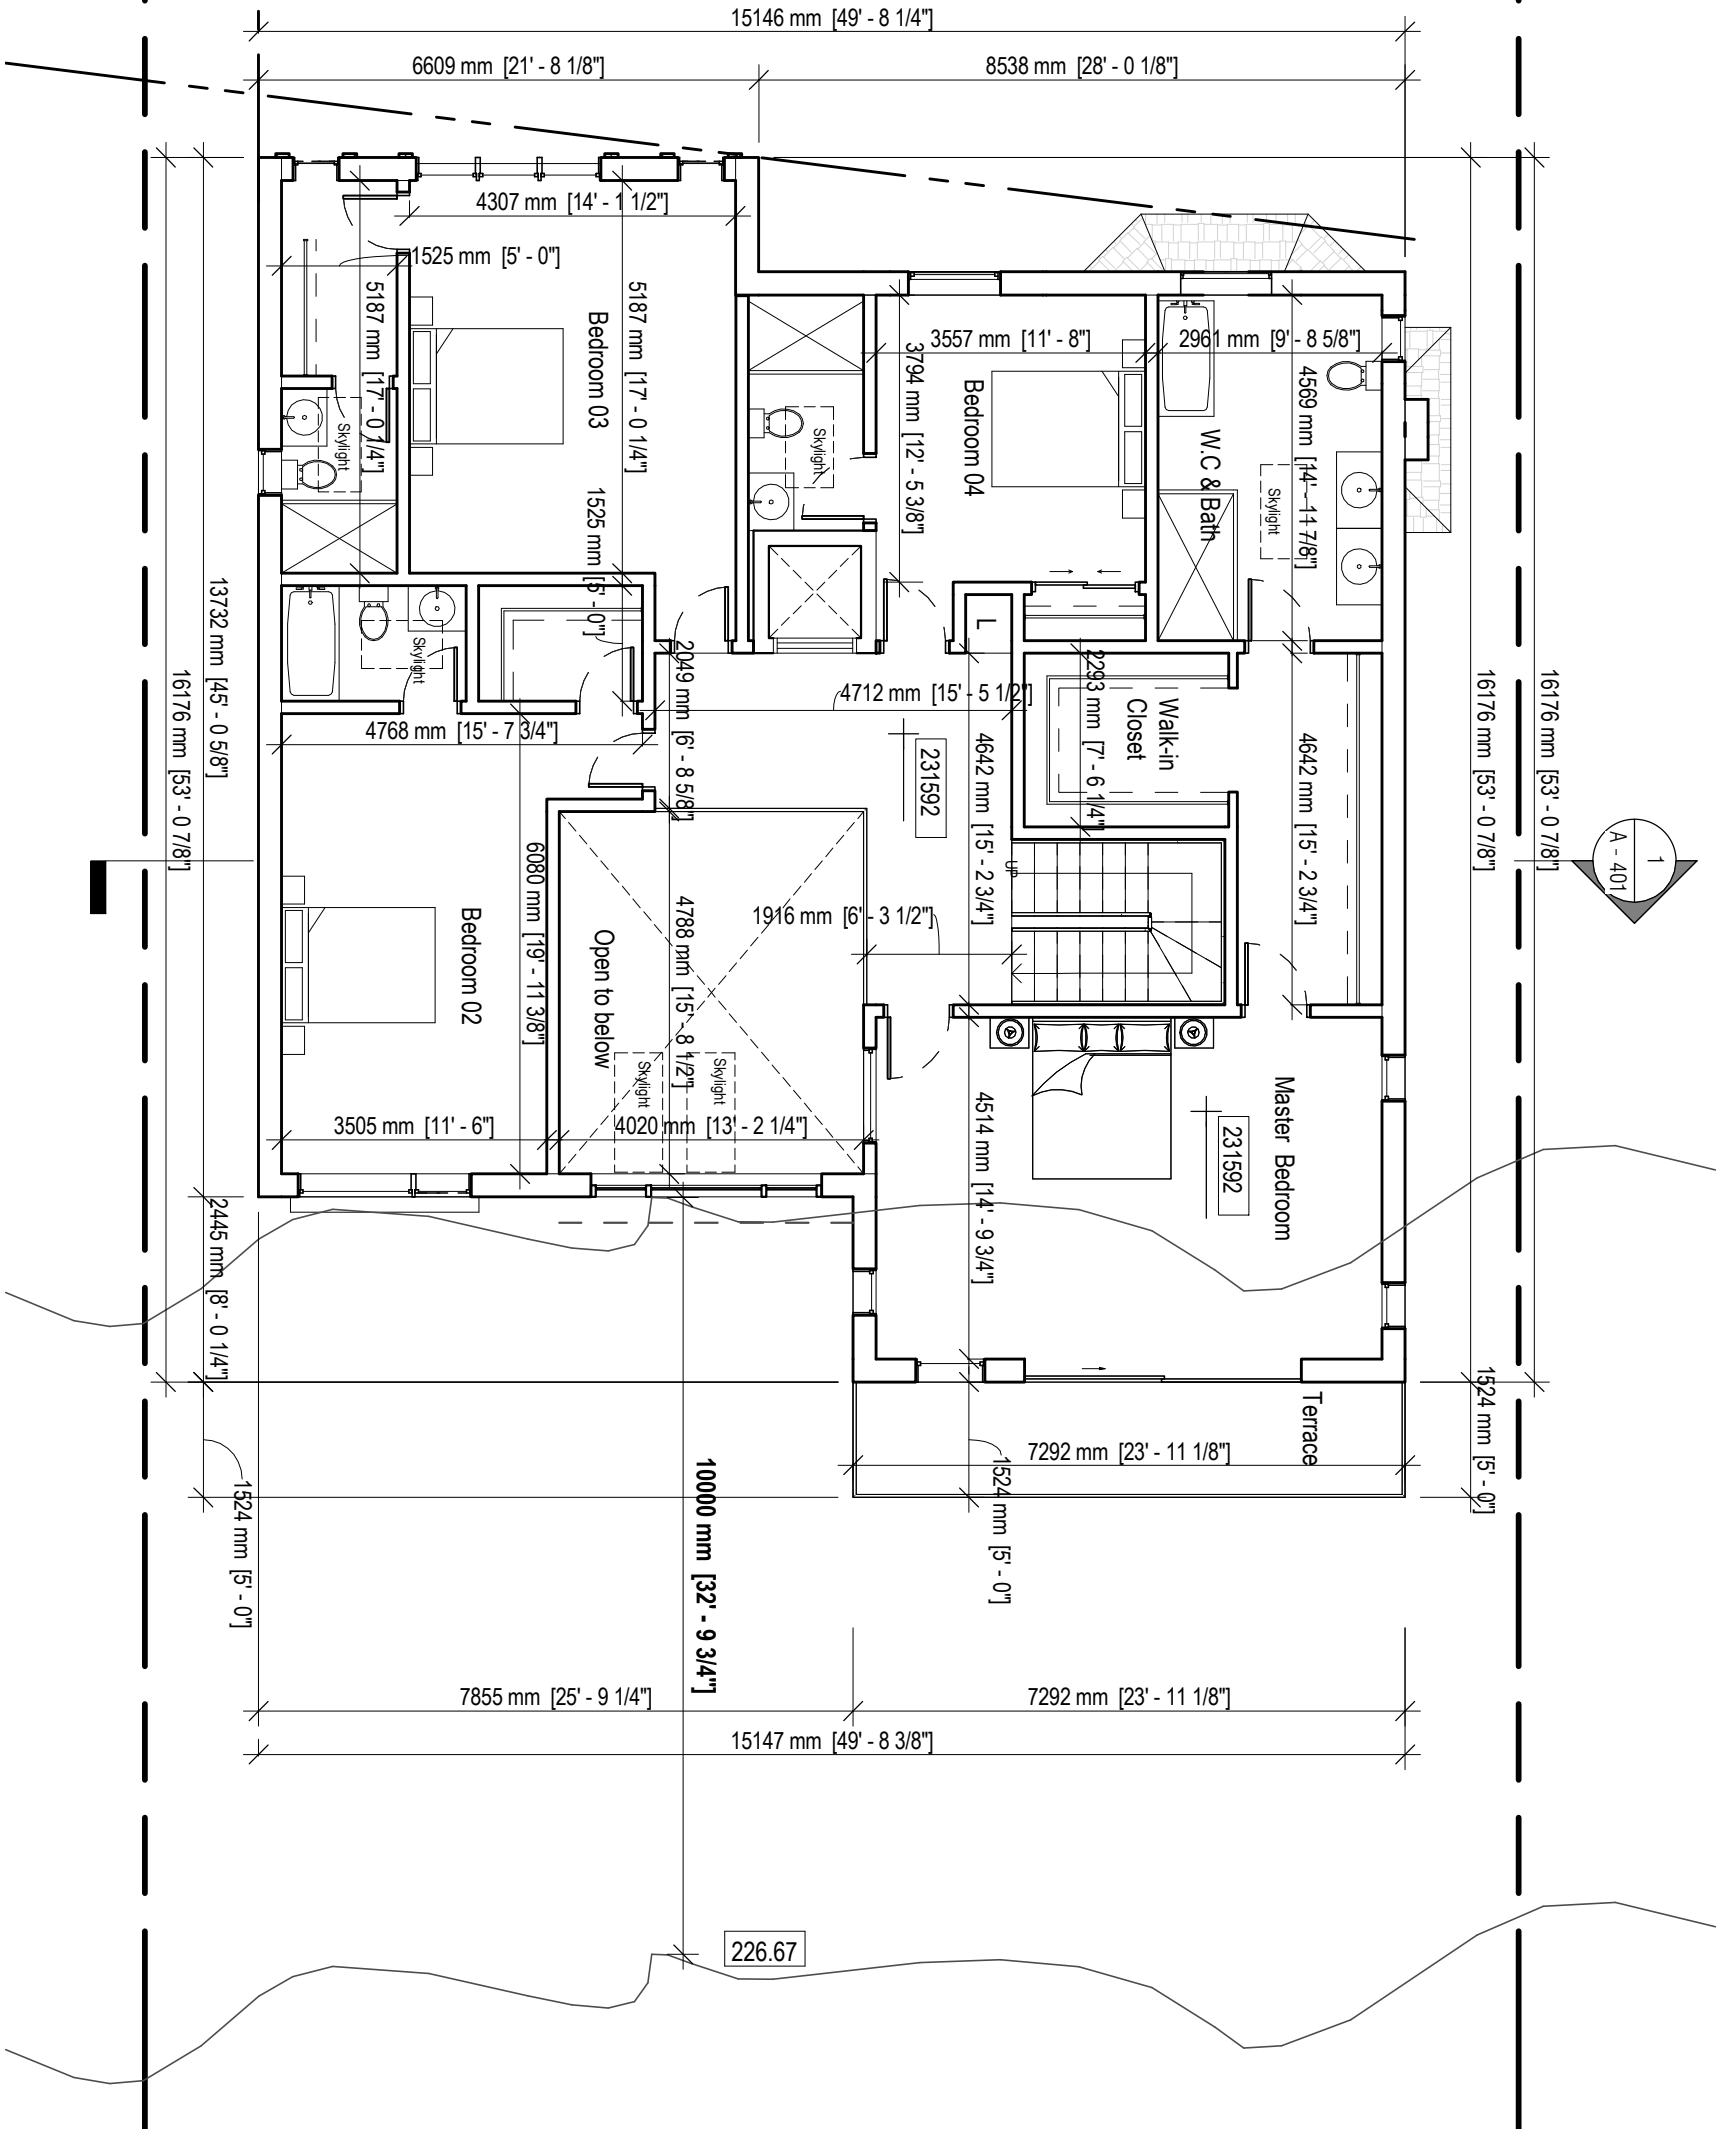 15146 mm [49' - 8 1/4"]
6609 mm [21' - 8 1/8"]
8538 mm [28' - 0 1/8"]
4307 mm [14' - 1 1/2"]
1525 mm [5' - 0"]
5187 mm [17' - 0 1/4"]
5187 mm [17' - 0 1/4"]
Bedroom 03
3557 mm [11' - 8"]
2961 mm [9' - 8 5/8"]
3794 mm [12' - 5 3/8"]
Bedroom 04
4569 mm [14' - 11 7/8"]
W.C & Bath
Skylight
Skylight
Skylight
1525 mm [5' - 0"]
13732 mm [45' - 0 5/8"]
16176 mm [53' - 0 7/8"]
16176 mm [53' - 0 7/8"]
16176 mm [53' - 0 7/8"]
L
Skylight
2049 mm [6' - 8 5/8"]
4712 mm [15' - 5 1/2"]
2293 mm [7' - 6 1/4"]
Walk-in
Closet
4768 mm [15' - 7 3/4"]
231592
4642 mm [15' - 2 3/4"]
4642 mm [15' - 2 3/4"]
1
A - 401
UP
6080 mm [19' - 11 3/8"]
Bedroom 02
Open to below
4788 mm [15' - 8 1/2"]
1916 mm [6' - 3 1/2"]
Skylight
Skylight
3505 mm [11' - 6"]
4020 mm [13' - 2 1/4"]
4514 mm [14' - 9 3/4"]
231592
Master Bedroom
2445 mm [8' - 0 1/4"]
1524 mm [5' - 0"]
Terrace
7292 mm [23' - 11 1/8"]
1524 mm [5' - 0"]
1524 mm [5' - 0"]
10000 mm [32' - 9 3/4"]
7855 mm [25' - 9 1/4"]
7292 mm [23' - 11 1/8"]
15147 mm [49' - 8 3/8"]
226.67